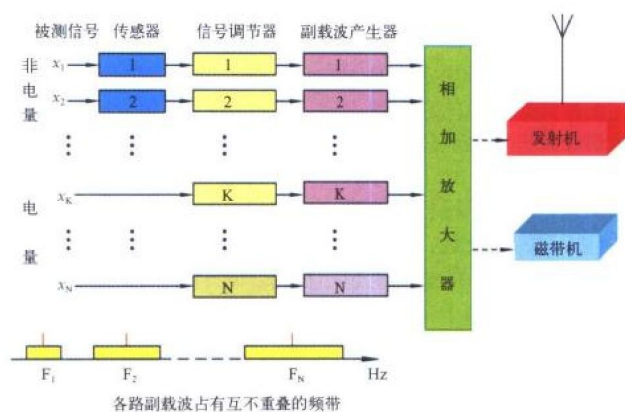 被测信号 传感器 信号调节器 副载波产生器
非电量
x₁ 1 1 1
x₂ 2 2 2
电量
x_K K K
x_N N N
相加放大器
发射机
磁带机
F₁ F₂ F_N Hz
各路副载波占有互不重叠的频带